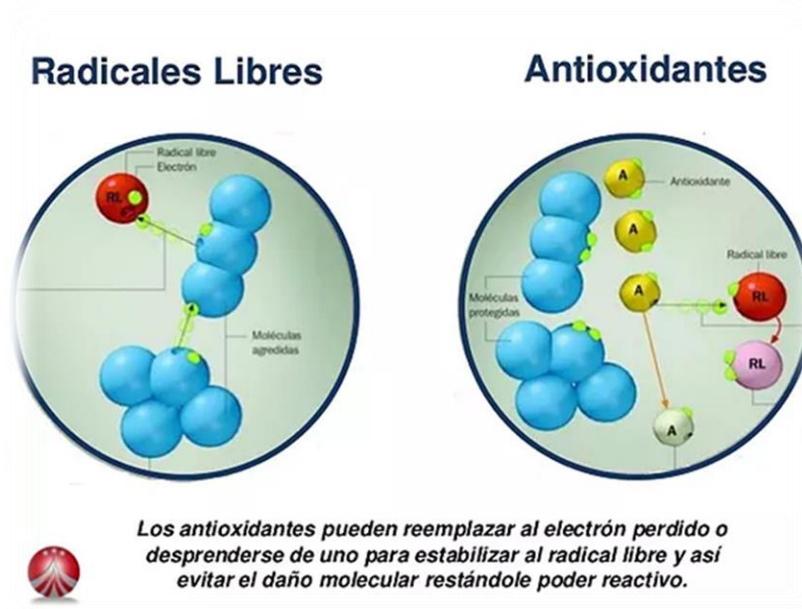 Radicales Libres
Antioxidantes
Radical libre
Electrón
RL
Moléculas
agredidas
A
Antioxidante
A
A
Radical libre
RL
RL
Moléculas
protegidas
A
Los antioxidantes pueden reemplazar al electrón perdido o
desprenderse de uno para estabilizar al radical libre y así
evitar el daño molecular restándole poder reactivo.